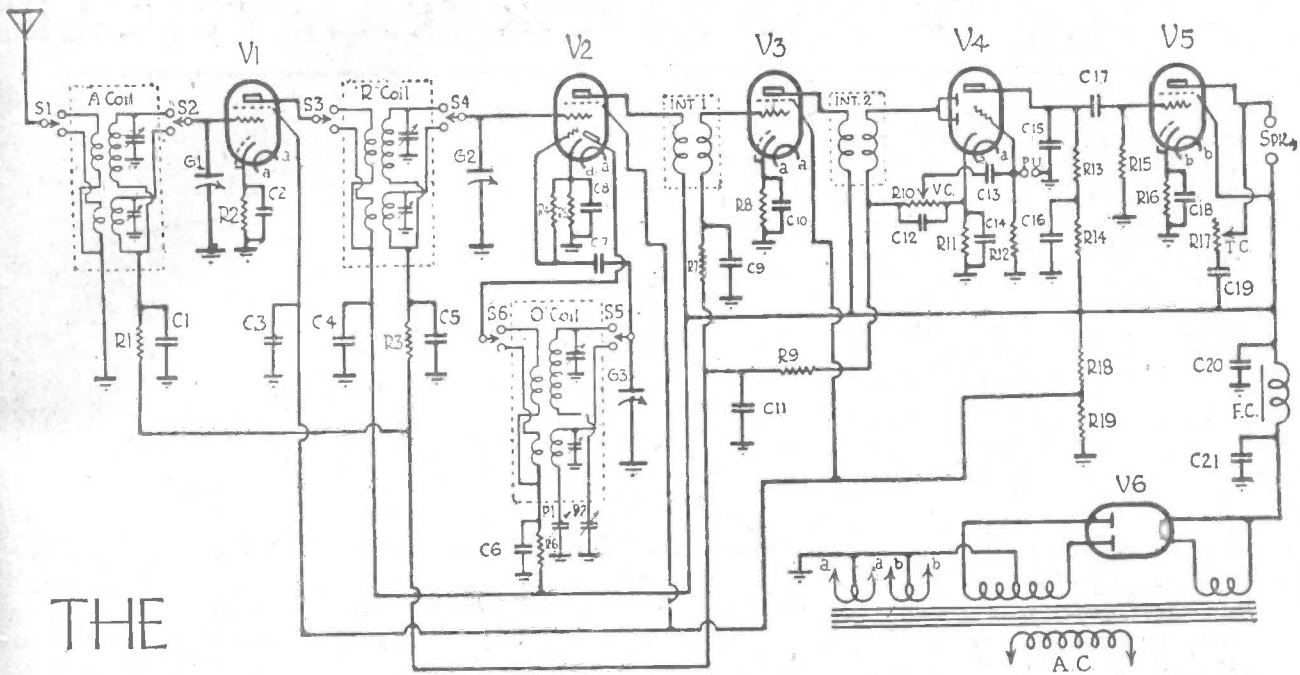 V1
V2
V3
V4
V5
A Coil
R Coil
INT 1
INT. 2
C17
S1
S2
S3
S4
G1
G2
C2
R2
a
a
d
a
C8
R4
C7
R8
a
a
C10
R10
V.C.
C13
a
C15
P.U
R13
R15
b
b
R16
C18
Spkr
R17
T.C.
C12
R11
C14
R12
C16
R14
C19
R7
C9
O Coil
S6
S5
G3
R1
C1
C3
C4
R3
C5
R9
C11
R18
R19
C20
F.C.
C21
P1
P2
C6
R6
V6
a
a
b
b
A.C.
THE